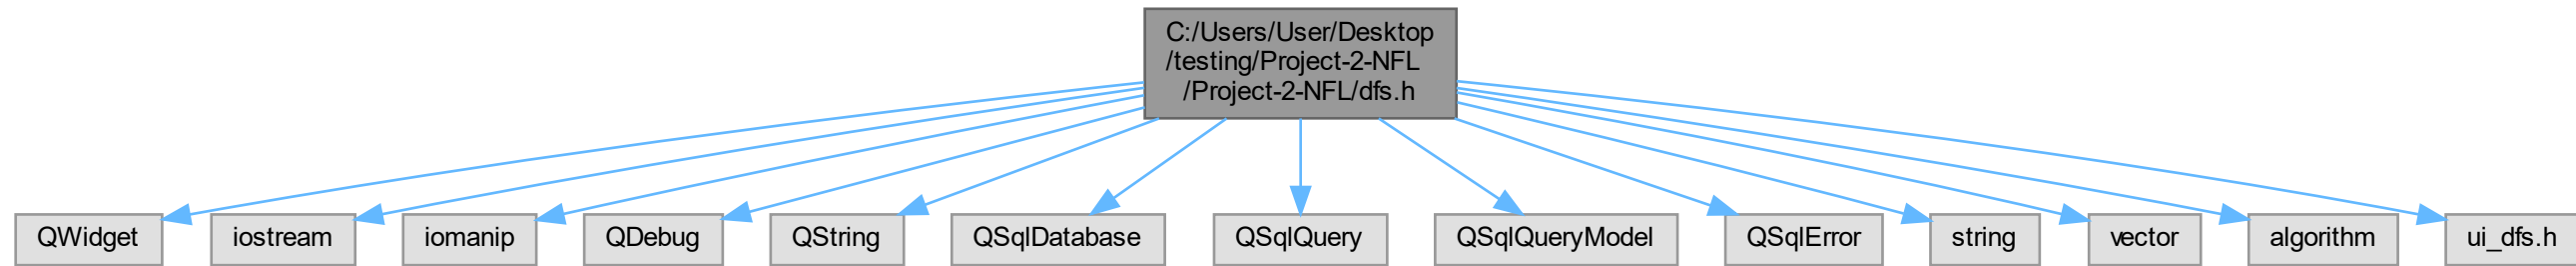 C:/Users/User/Desktop
/testing/Project-2-NFL
/Project-2-NFL/dfs.h
QWidget
iostream
iomanip
QDebug
QString
QSqlDatabase
QSqlQuery
QSqlQueryModel
QSqlError
string
vector
algorithm
ui_dfs.h